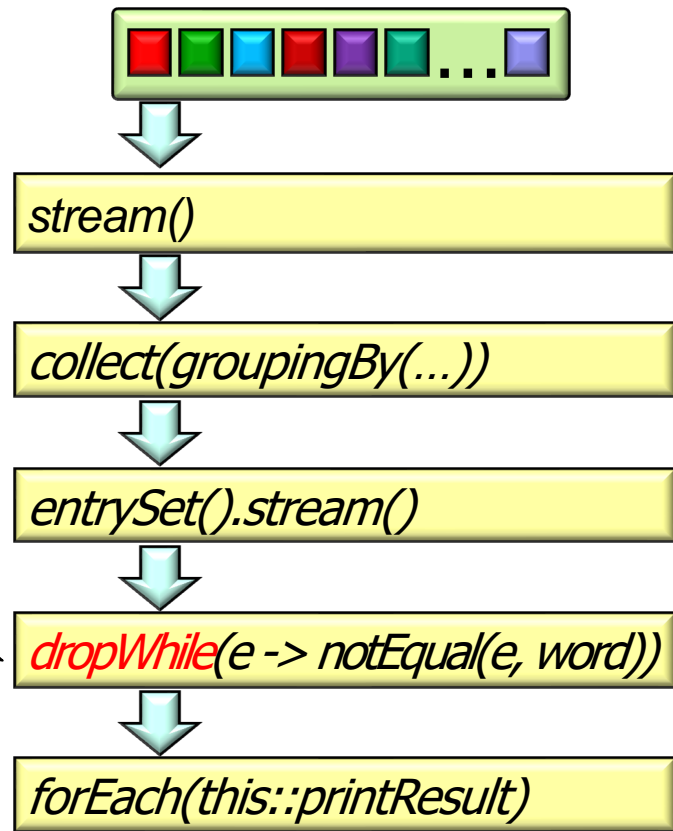 ...
stream()
collect(groupingBy(…))
entrySet().stream()
dropWhile(e -> notEqual(e, word))
forEach(this::printResult)